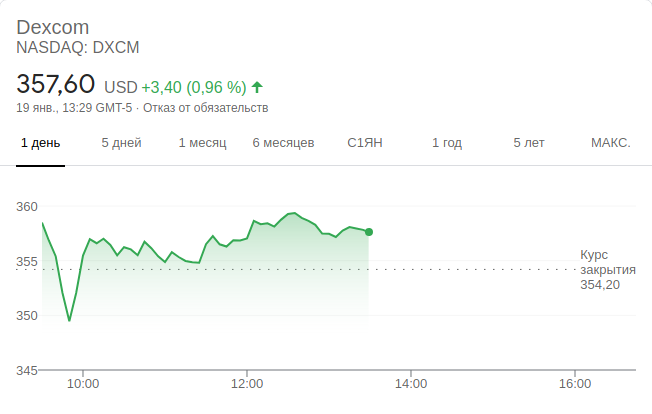 Dexcom
NASDAQ: DXCM
357,60 USD +3,40 (0,96 %)
19 янв., 13:29 GMT-5 · Отказ от обязательств
1 день 5 дней 1 месяц 6 месяцев С1ЯН 1 год 5 лет МАКС.
360
355
350
345
Курс
закрытия
354,20
10:00 12:00 14:00 16:00